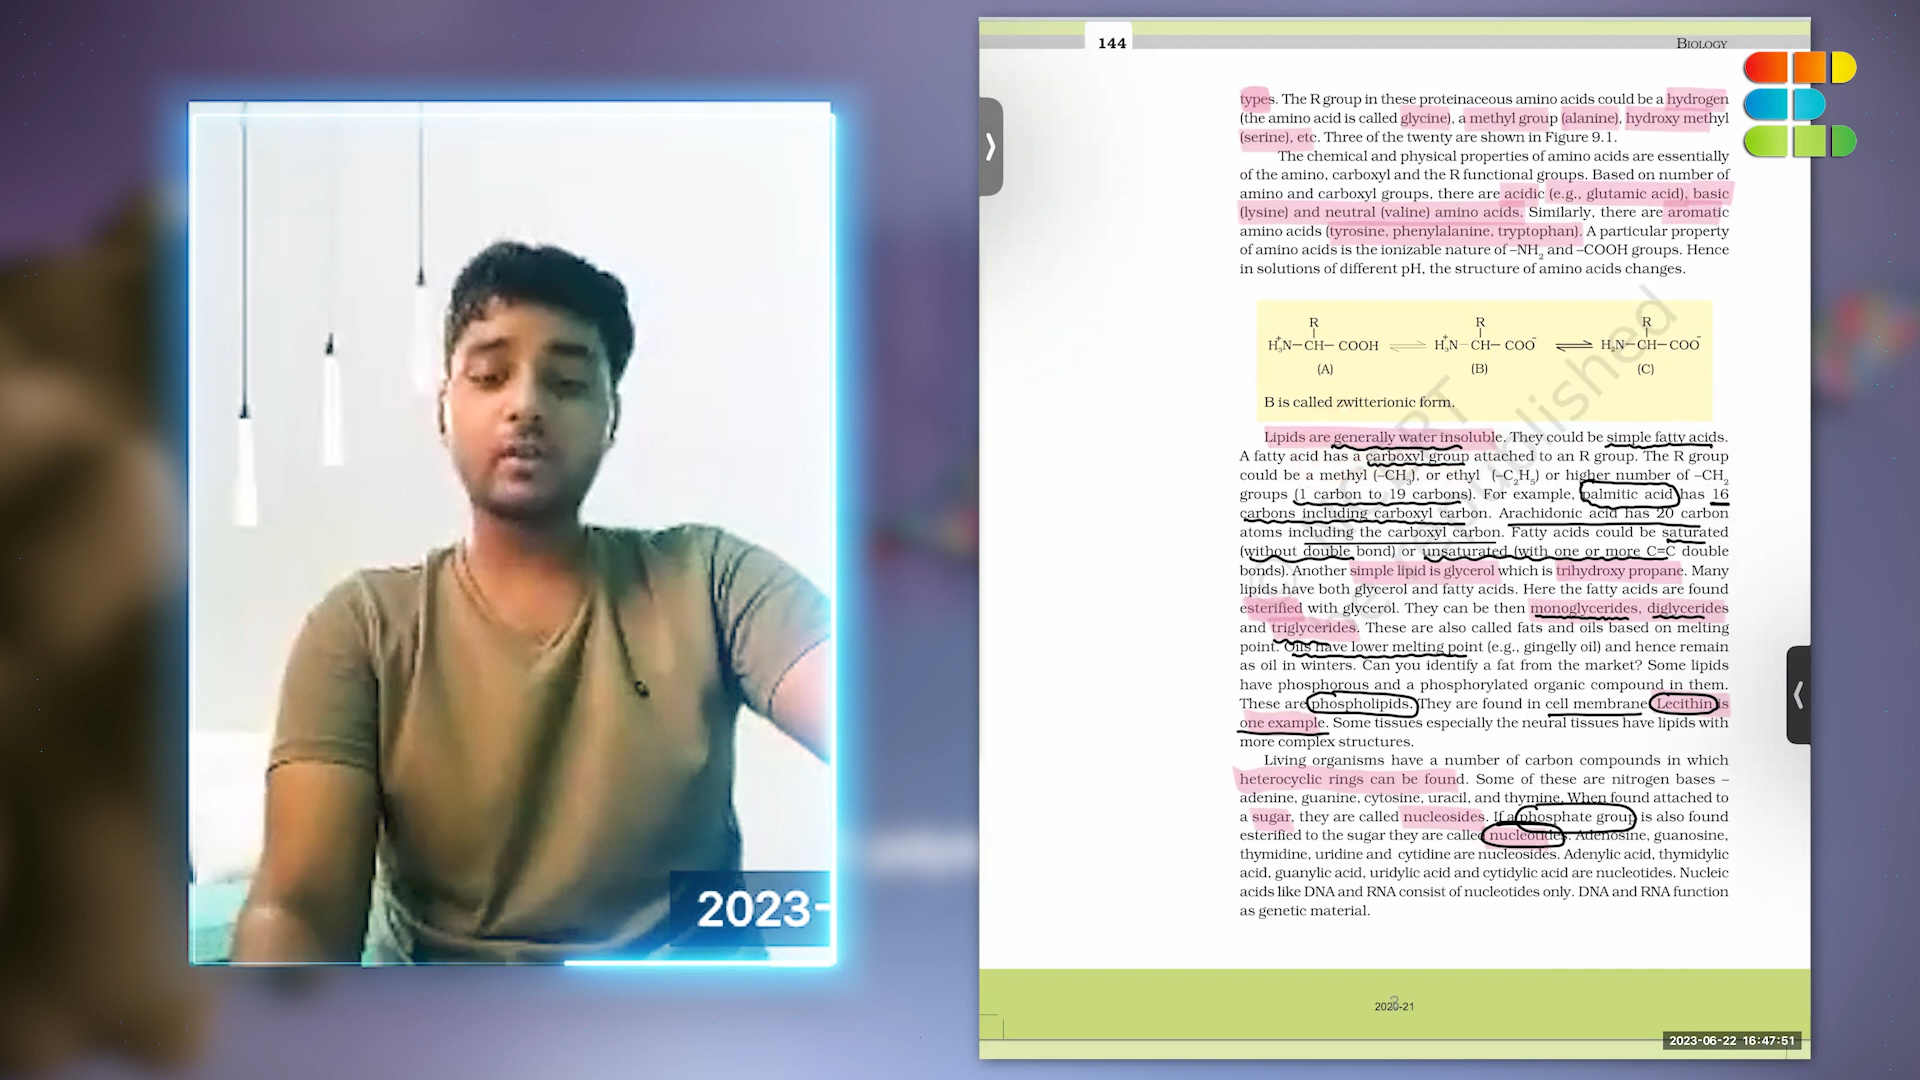 144
BIOLOGY
types. The R group in these proteinaceous amino acids could be a hydrogen
(the amino acid is called glycine), a methyl group (alanine), hydroxy methyl
(serine), etc. Three of the twenty are shown in Figure 9.1.
The chemical and physical properties of amino acids are essentially
of the amino, carboxyl and the R functional groups. Based on number of
amino and carboxyl groups, there are acidic (e.g., glutamic acid), basic
(lysine) and neutral (valine) amino acids. Similarly, there are aromatic
amino acids (tyrosine, phenylalanine, tryptophan). A particular property
of amino acids is the ionizable nature of –NH₂ and –COOH groups. Hence
in solutions of different pH, the structure of amino acids changes.
R R R
H₃⁺N–CH–COOH ⇌ H₃⁺N–CH–COO⁻ ⇌ H₂N–CH–COO⁻
(A) (B) (C)
B is called zwitterionic form.
Lipids are generally water insoluble. They could be simple fatty acids.
A fatty acid has a carboxyl group attached to an R group. The R group
could be a methyl (–CH₃), or ethyl (–C₂H₅) or higher number of –CH₂
groups (1 carbon to 19 carbons). For example, palmitic acid has 16
carbons including carboxyl carbon. Arachidonic acid has 20 carbon
atoms including the carboxyl carbon. Fatty acids could be saturated
(without double bond) or unsaturated (with one or more C=C double
bonds). Another simple lipid is glycerol which is trihydroxy propane. Many
lipids have both glycerol and fatty acids. Here the fatty acids are found
esterified with glycerol. They can be then monoglycerides, diglycerides
and triglycerides. These are also called fats and oils based on melting
point. Oils have lower melting point (e.g., gingelly oil) and hence remain
as oil in winters. Can you identify a fat from the market? Some lipids
have phosphorous and a phosphorylated organic compound in them.
These are phospholipids. They are found in cell membrane. Lecithin is
one example. Some tissues especially the neural tissues have lipids with
more complex structures.
Living organisms have a number of carbon compounds in which
heterocyclic rings can be found. Some of these are nitrogen bases –
adenine, guanine, cytosine, uracil, and thymine. When found attached to
a sugar, they are called nucleosides. If a phosphate group is also found
esterified to the sugar they are called nucleotides. Adenosine, guanosine,
thymidine, uridine and cytidine are nucleosides. Adenylic acid, thymidylic
acid, guanylic acid, uridylic acid and cytidylic acid are nucleotides. Nucleic
acids like DNA and RNA consist of nucleotides only. DNA and RNA function
as genetic material.
2023-
3
2020-21
2023-06-22 16:47:51